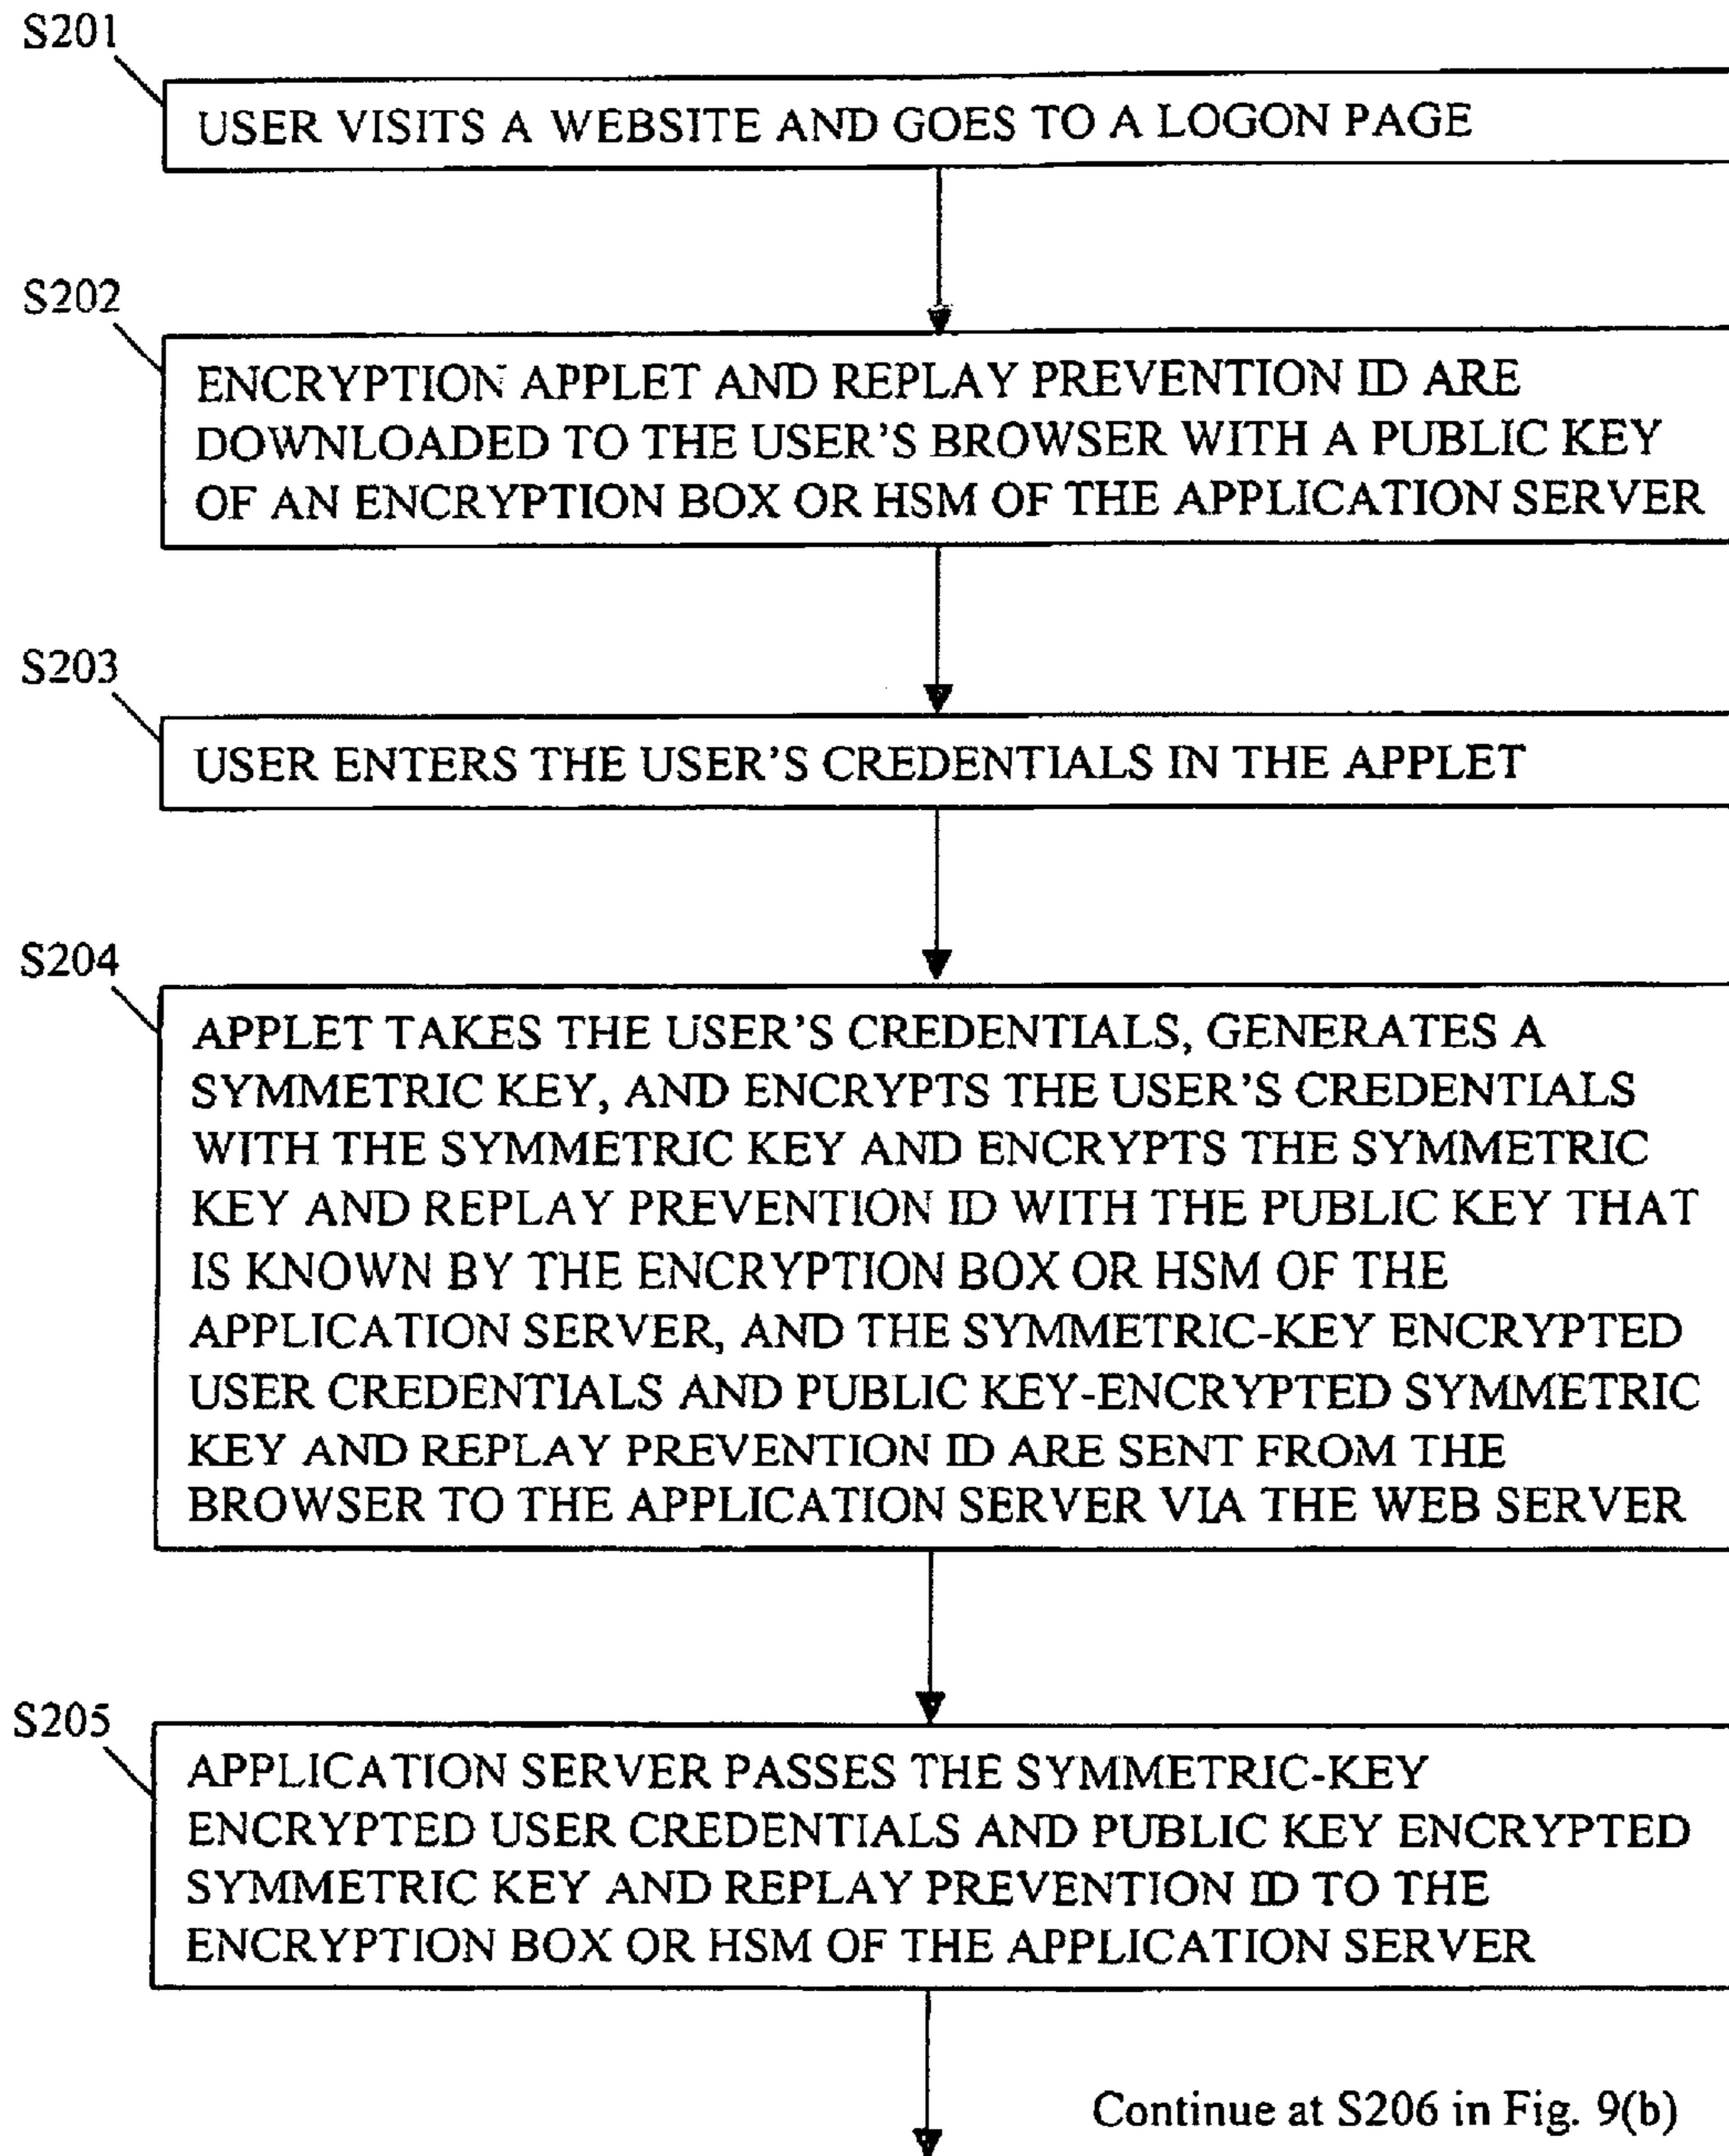 S201
USER VISITS A WEBSITE AND GOES TO A LOGON PAGE
S202
ENCRYPTION APPLET AND REPLAY PREVENTION ID ARE
DOWNLOADED TO THE USER'S BROWSER WITH A PUBLIC KEY
OF AN ENCRYPTION BOX OR HSM OF THE APPLICATION SERVER
S203
USER ENTERS THE USER'S CREDENTIALS IN THE APPLET
S204
APPLET TAKES THE USER'S CREDENTIALS, GENERATES A
SYMMETRIC KEY, AND ENCRYPTS THE USER'S CREDENTIALS
WITH THE SYMMETRIC KEY AND ENCRYPTS THE SYMMETRIC
KEY AND REPLAY PREVENTION ID WITH THE PUBLIC KEY THAT
IS KNOWN BY THE ENCRYPTION BOX OR HSM OF THE
APPLICATION SERVER, AND THE SYMMETRIC-KEY ENCRYPTED
USER CREDENTIALS AND PUBLIC KEY-ENCRYPTED SYMMETRIC
KEY AND REPLAY PREVENTION ID ARE SENT FROM THE
BROWSER TO THE APPLICATION SERVER VIA THE WEB SERVER
S205
APPLICATION SERVER PASSES THE SYMMETRIC-KEY
ENCRYPTED USER CREDENTIALS AND PUBLIC KEY ENCRYPTED
SYMMETRIC KEY AND REPLAY PREVENTION ID TO THE
ENCRYPTION BOX OR HSM OF THE APPLICATION SERVER
Continue at S206 in Fig. 9(b)